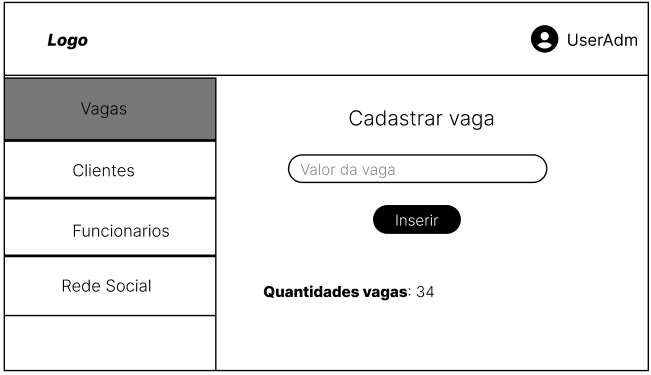 Logo
UserAdm
Vagas
Clientes
Funcionarios
Rede Social
Cadastrar vaga
Valor da vaga
Inserir
Quantidades vagas: 34